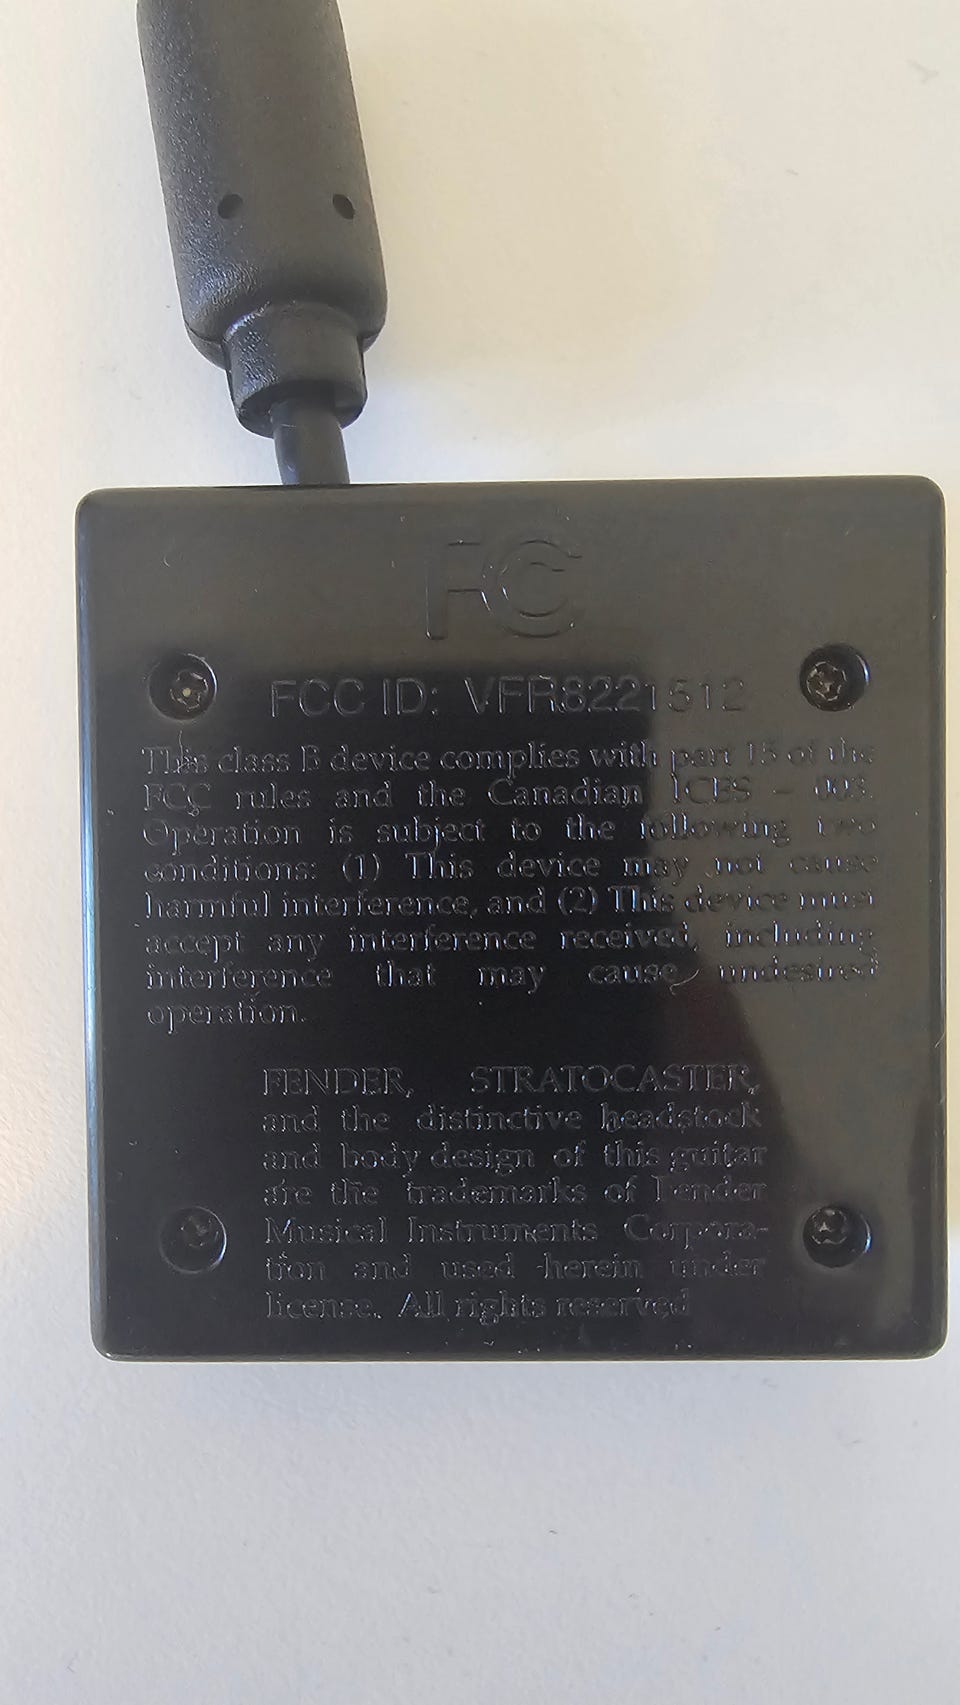 FC
FCC ID: VFR8221512
This class B device complies with part 15 of the
FCC rules and the Canadian ICES - 003.
Operation is subject to the following two
conditions: (1) This device may not cause
harmful interference, and (2) This device must
accept any interference received, including
interference that may cause undesired
operation.
FENDER, STRATOCASTER,
and the distinctive headstock
and body design of this guitar
are the trademarks of Fender
Musical Instruments Corpora-
tion and used herein under
license. All rights reserved